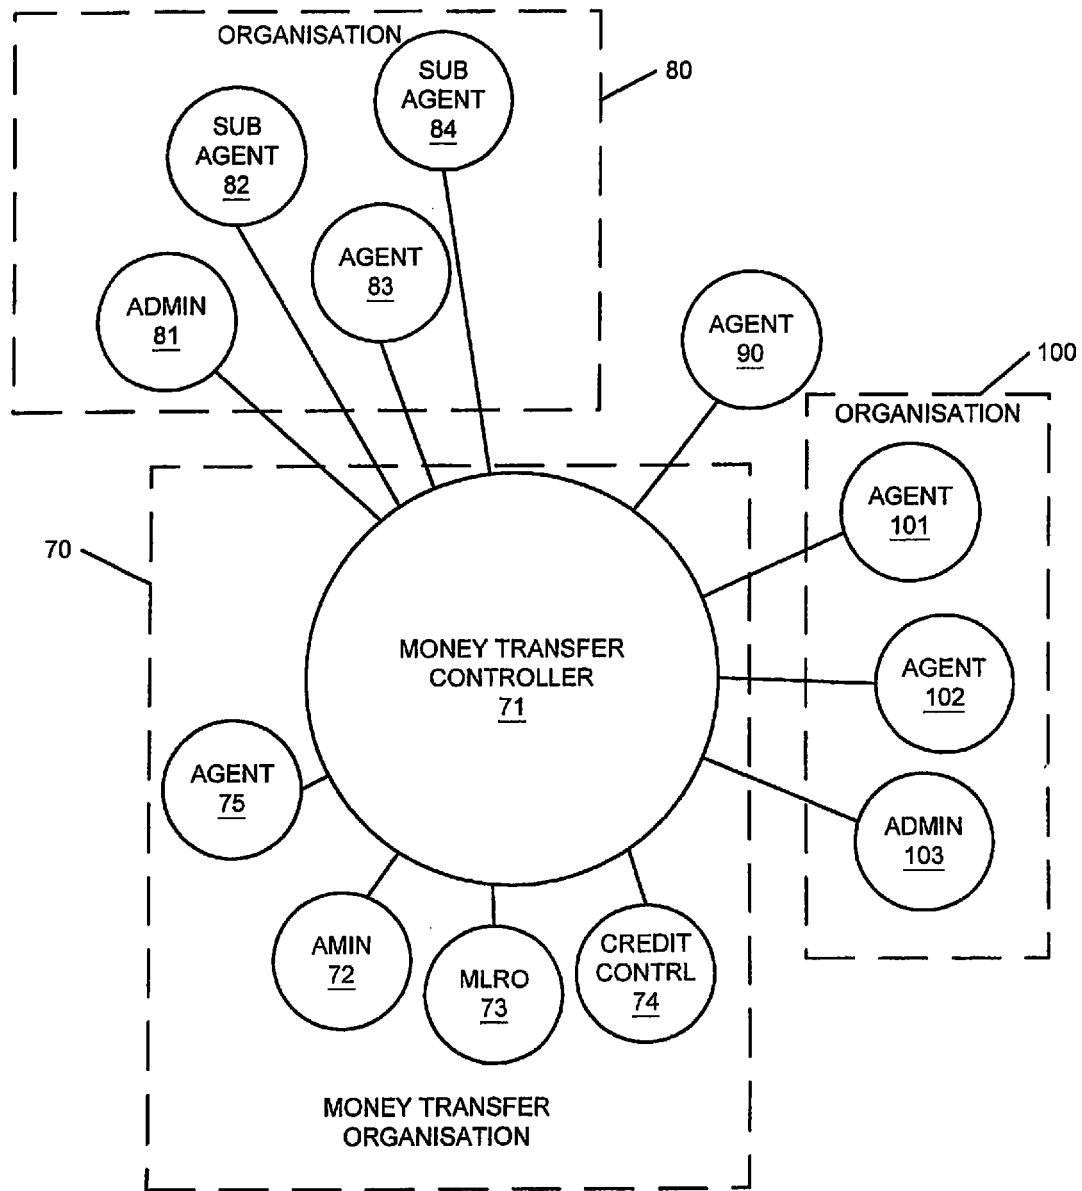 ORGANISATION
80
SUB
AGENT
84
SUB
AGENT
82
AGENT
83
ADMIN
81
AGENT
90
100
ORGANISATION
AGENT
101
AGENT
102
ADMIN
103
70
MONEY TRANSFER
CONTROLLER
71
AGENT
75
AMIN
72
MLRO
73
CREDIT
CONTRL
74
MONEY TRANSFER
ORGANISATION